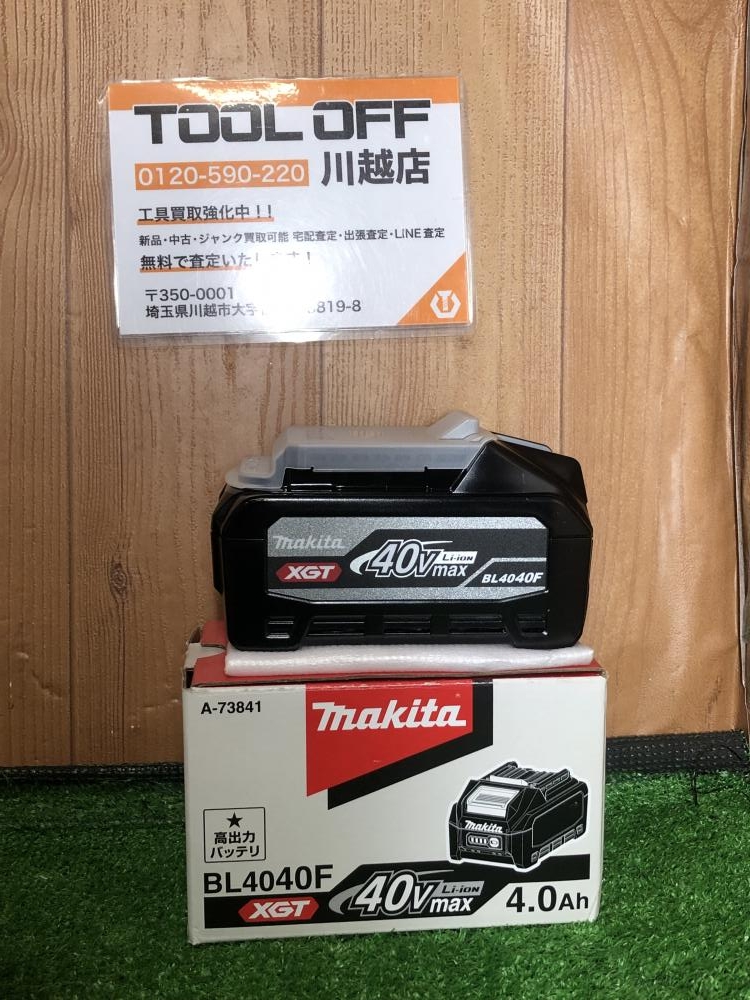 TOOL OFF
0120-590-220 川越店
工具買取強化中！！
新品・中古・ジャンク買取可能 宅配査定・出張査定・LINE査定
無料で査定いたします！
〒350-0001
埼玉県川越市大字 819-8
makita
XGT 40Vmax Li-ion
BL4040F
A-73841
makita
★
高出力
バッテリ
makita
BL4040F
XGT 40Vmax Li-ion 4.0Ah